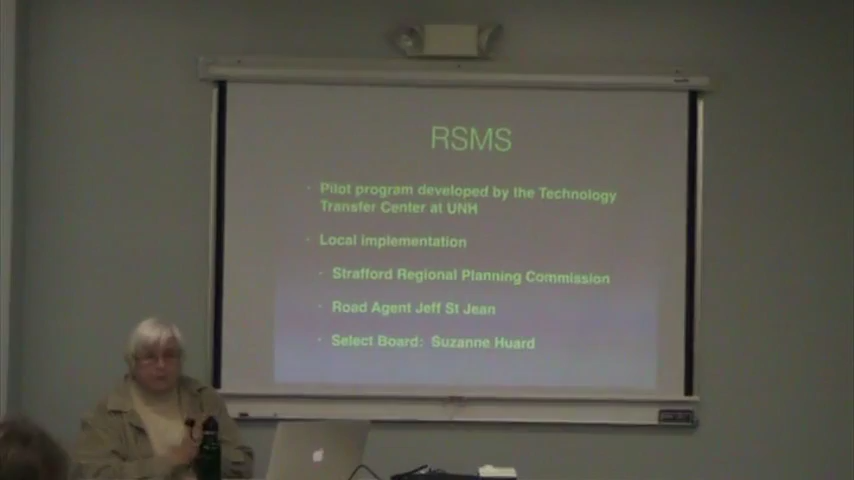 RSMS
Pilot program developed by the Technology
Transfer Center at UNH
Local implementation
Strafford Regional Planning Commission
Road Agent Jeff St Jean
Select Board: Suzanne Huard